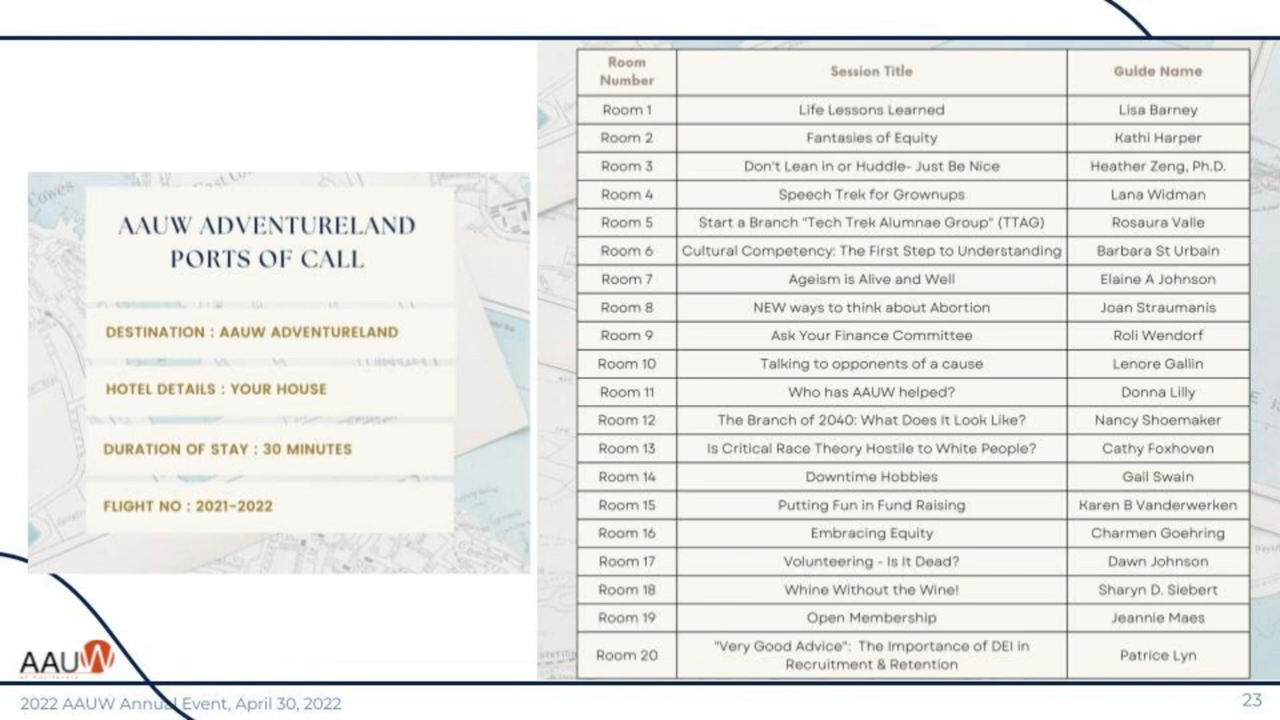 AAUW ADVENTURELAND
PORTS OF CALL
DESTINATION : AAUW ADVENTURELAND
HOTEL DETAILS : YOUR HOUSE
DURATION OF STAY : 30 MINUTES
FLIGHT NO : 2021-2022
Room Number Session Title Guide Name
Room 1 Life Lessons Learned Lisa Barney
Room 2 Fantasies of Equity Kathi Harper
Room 3 Don't Lean in or Huddle- Just Be Nice Heather Zeng, Ph.D.
Room 4 Speech Trek for Grownups Lana Widman
Room 5 Start a Branch "Tech Trek Alumnae Group" (TTAG) Rosaura Valle
Room 6 Cultural Competency: The First Step to Understanding Barbara St Urbain
Room 7 Ageism is Alive and Well Elaine A Johnson
Room 8 NEW ways to think about Abortion Joan Straumanis
Room 9 Ask Your Finance Committee Roli Wendorf
Room 10 Talking to opponents of a cause Lenore Gallin
Room 11 Who has AAUW helped? Donna Lilly
Room 12 The Branch of 2040: What Does It Look Like? Nancy Shoemaker
Room 13 Is Critical Race Theory Hostile to White People? Cathy Foxhoven
Room 14 Downtime Hobbies Gail Swain
Room 15 Putting Fun in Fund Raising Karen B Vanderwerken
Room 16 Embracing Equity Charmen Goehring
Room 17 Volunteering - Is It Dead? Dawn Johnson
Room 18 Whine Without the Wine! Sharyn D. Siebert
Room 19 Open Membership Jeannie Maes
Room 20 "Very Good Advice": The Importance of DEI in
Recruitment & Retention Patrice Lyn
AAUW
2022 AAUW Annual Event, April 30, 2022
23